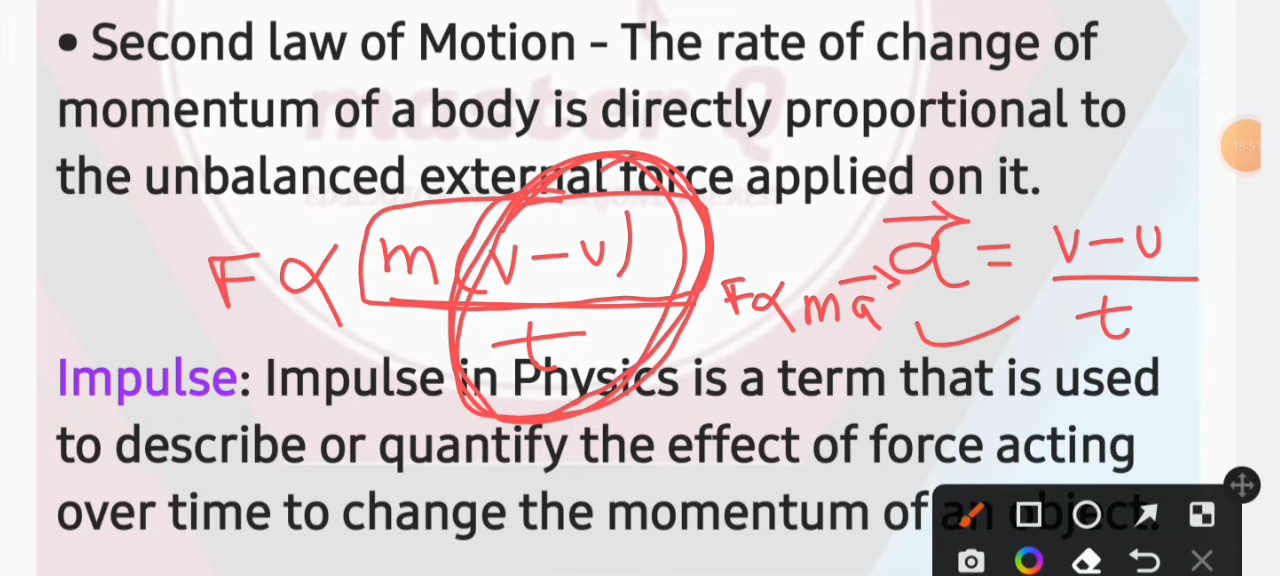 • Second law of Motion - The rate of change of
momentum of a body is directly proportional to
the unbalanced external force applied on it.
F ∝ m (v-u) / t
F ∝ ma
a = v-u / t
Impulse: Impulse in Physics is a term that is used
to describe or quantify the effect of force acting
over time to change the momentum of an object.
18:51